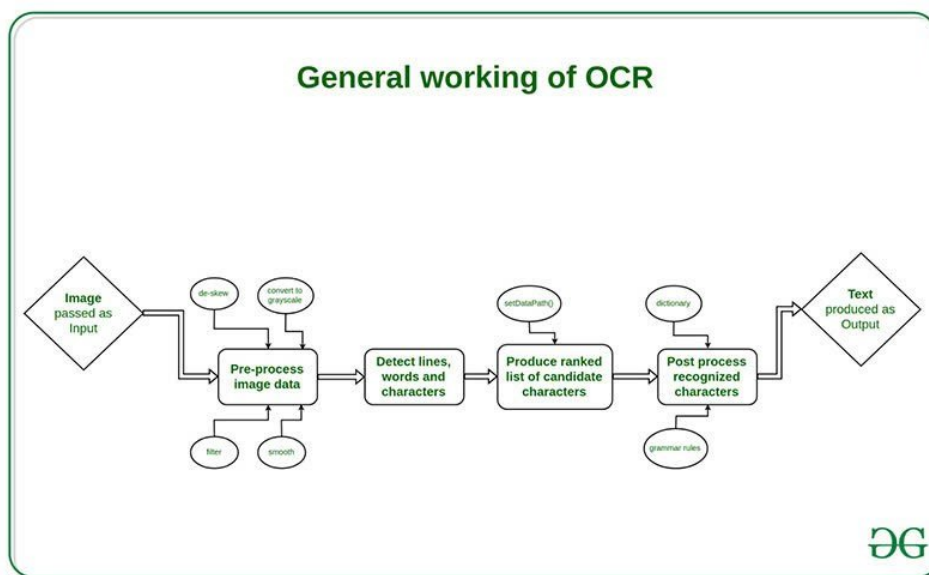 General working of OCR
Image
passed as
Input
de-skew
convert to
grayscale
Pre-process
image data
filter
smooth
Detect lines,
words and
characters
setDataPath()
Produce ranked
list of candidate
characters
dictionary
Post process
recognized
characters
grammar rules
Text
produced as
Output